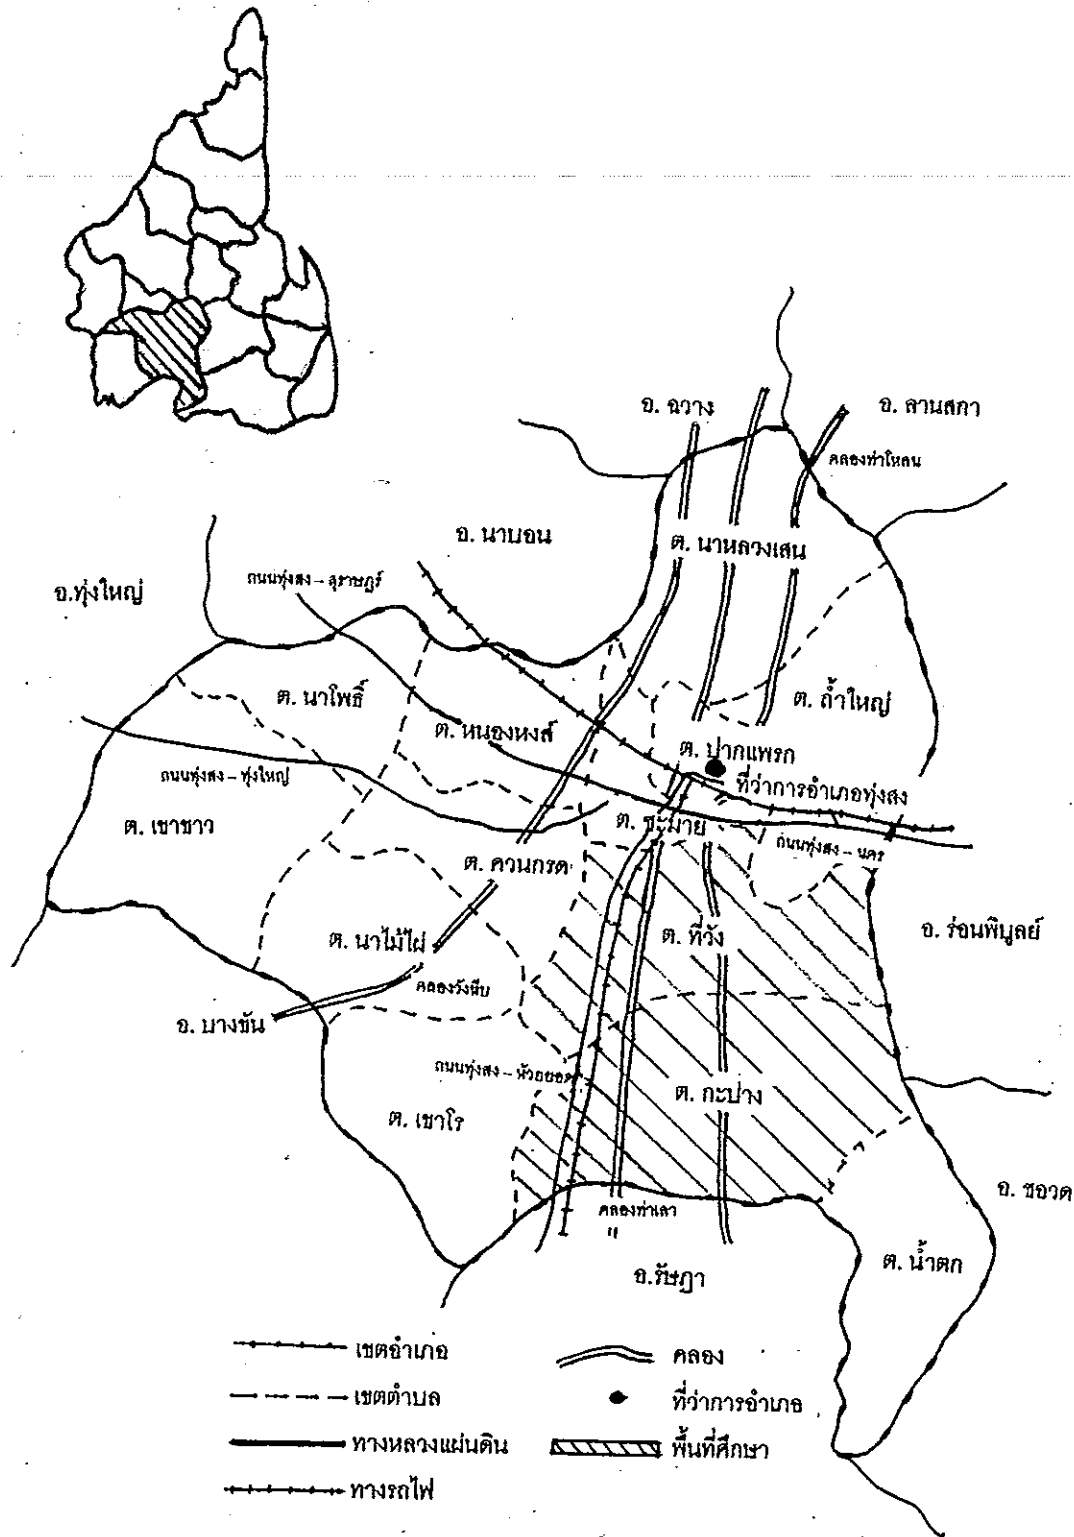 อ. ฉวาง
อ. ลานสกา
คลองท่าโหลน
อ. นาบอน
ต. นาหลวงเสน
ถนนทุ่งสง - สุราษฎร์
อ.ทุ่งใหญ่
ต. นาโพธิ์
ต. ถ้ำใหญ่
ต. หนองหงส์
ต. ปากแพรก
ถนนทุ่งสง - ทุ่งใหญ่
ที่ว่าการอำเภอทุ่งสง
ต. เขาขาว
ต. ชะมาย
ถนนทุ่งสง - นคร
ต. ควนกรด
ต. นาไม้ไผ่
ต. ที่วัง
อ. ร่อนพิบูลย์
คลองวังหีบ
อ. บางขัน
ถนนทุ่งสง - ห้วยยอด
ต. กะปาง
ต. เขาโร
อ. ชอวด
คลองท่าเลา
ต. น้ำตก
อ.รัษฎา
เขตอำเภอ
คลอง
เขตตำบล
ที่ว่าการอำเภอ
ทางหลวงแผ่นดิน
พื้นที่ศึกษา
ทางรถไฟ